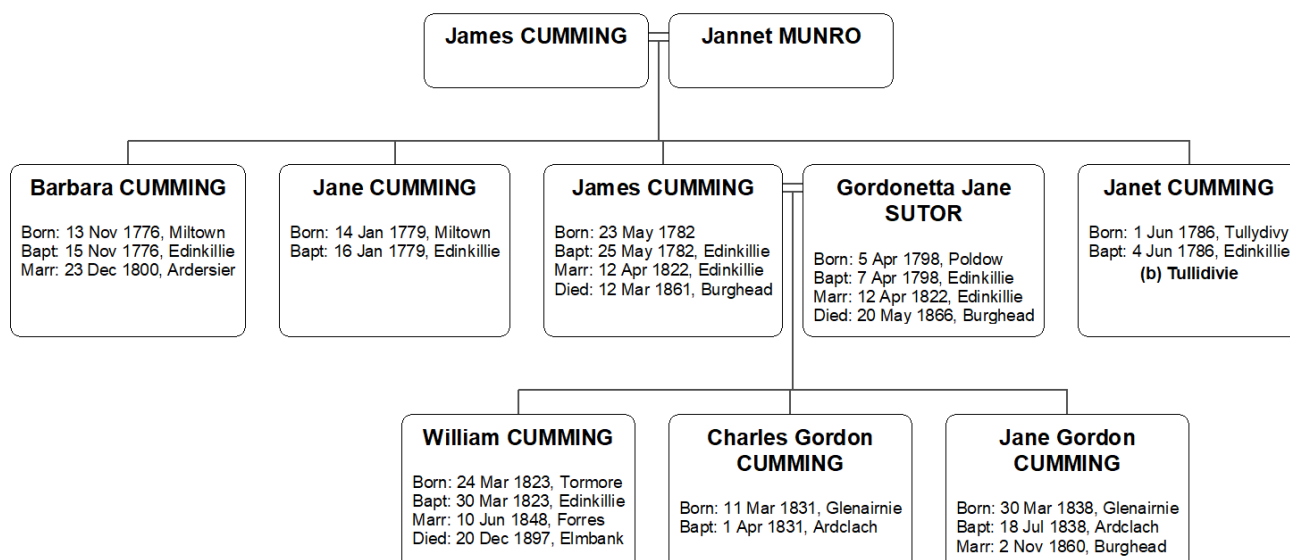 James CUMMING
Jannet MUNRO
Barbara CUMMING
Born: 13 Nov 1776, Miltown
Bapt: 15 Nov 1776, Edinkillie
Marr: 23 Dec 1800, Ardersier
Jane CUMMING
Born: 14 Jan 1779, Miltown
Bapt: 16 Jan 1779, Edinkillie
James CUMMING
Born: 23 May 1782
Bapt: 25 May 1782, Edinkillie
Marr: 12 Apr 1822, Edinkillie
Died: 12 Mar 1861, Burghead
Gordonetta Jane
SUTOR
Born: 5 Apr 1798, Poldow
Bapt: 7 Apr 1798, Edinkillie
Marr: 12 Apr 1822, Edinkillie
Died: 20 May 1866, Burghead
Janet CUMMING
Born: 1 Jun 1786, Tullydivy
Bapt: 4 Jun 1786, Edinkillie
(b) Tullidivie
William CUMMING
Born: 24 Mar 1823, Tormore
Bapt: 30 Mar 1823, Edinkillie
Marr: 10 Jun 1848, Forres
Died: 20 Dec 1897, Elmbank
Charles Gordon
CUMMING
Born: 11 Mar 1831, Glenairnie
Bapt: 1 Apr 1831, Ardclach
Jane Gordon
CUMMING
Born: 30 Mar 1838, Glenairnie
Bapt: 18 Jul 1838, Ardclach
Marr: 2 Nov 1860, Burghead